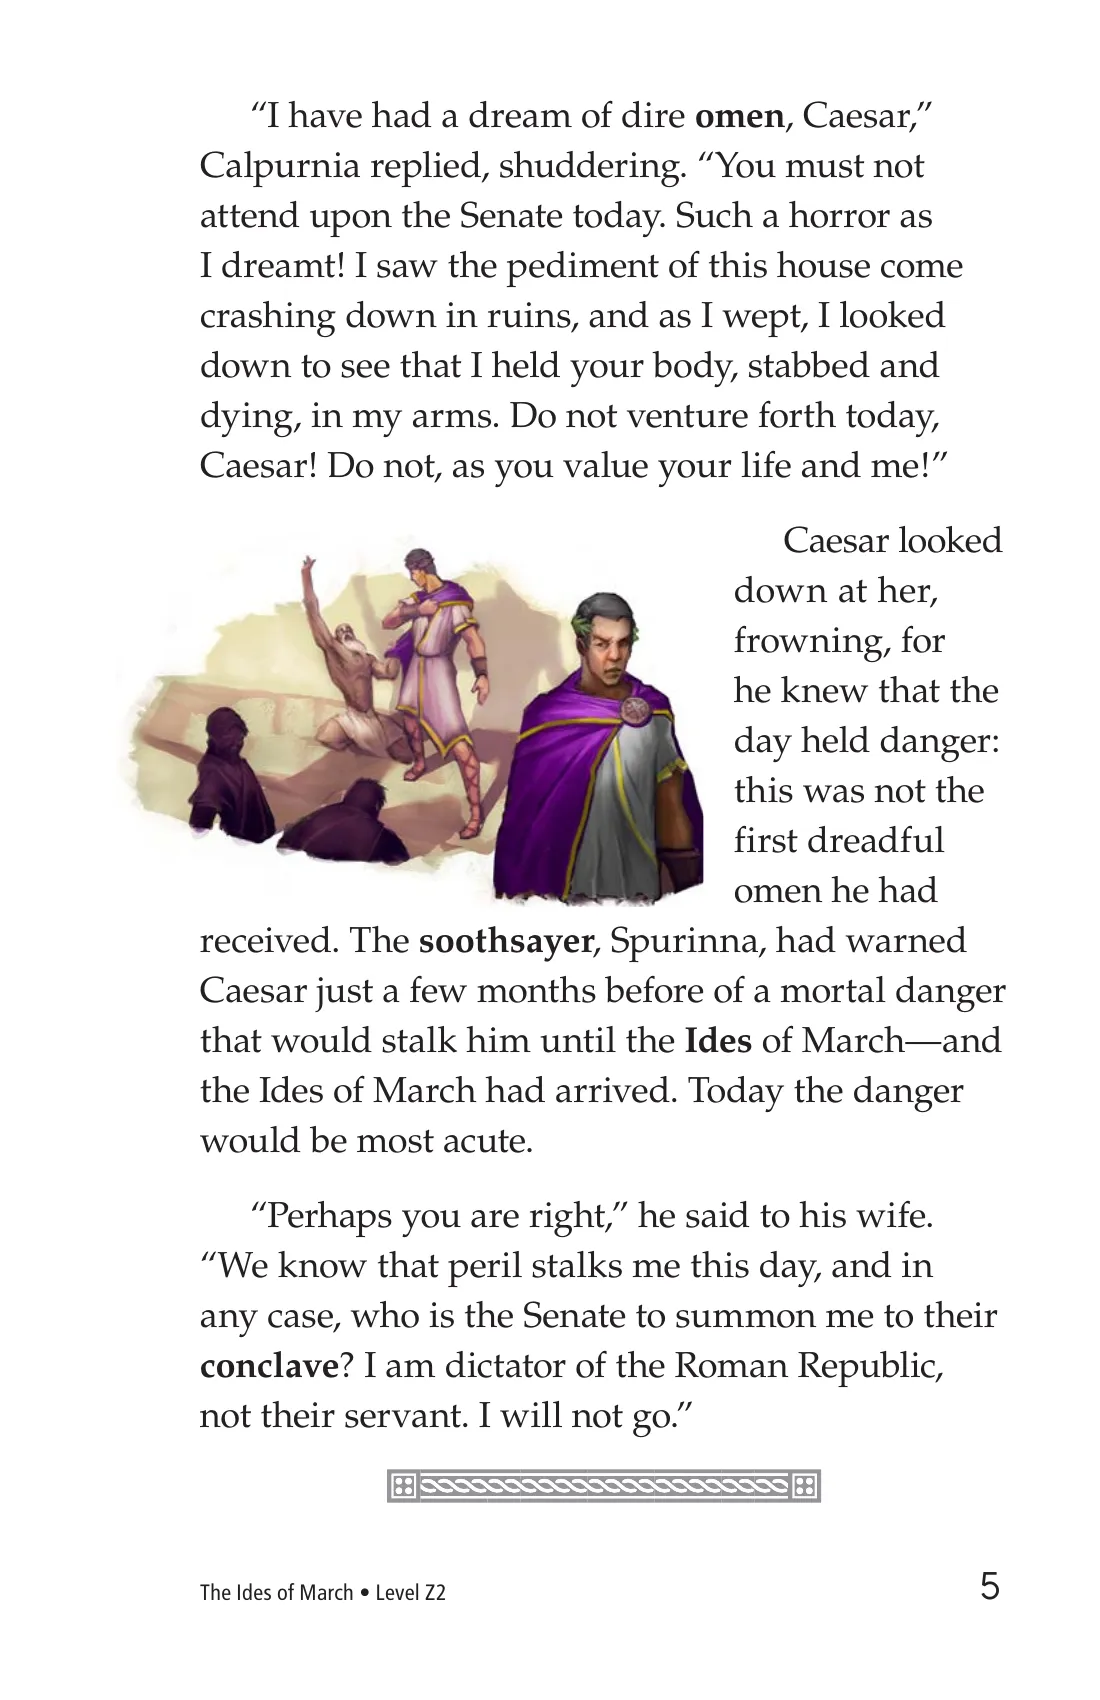 “I have had a dream of dire omen, Caesar,”
Calpurnia replied, shuddering. “You must not
attend upon the Senate today. Such a horror as
I dreamt! I saw the pediment of this house come
crashing down in ruins, and as I wept, I looked
down to see that I held your body, stabbed and
dying, in my arms. Do not venture forth today,
Caesar! Do not, as you value your life and me!”
Caesar looked
down at her,
frowning, for
he knew that the
day held danger:
this was not the
first dreadful
omen he had
received. The soothsayer, Spurinna, had warned
Caesar just a few months before of a mortal danger
that would stalk him until the Ides of March—and
the Ides of March had arrived. Today the danger
would be most acute.
“Perhaps you are right,” he said to his wife.
“We know that peril stalks me this day, and in
any case, who is the Senate to summon me to their
conclave? I am dictator of the Roman Republic,
not their servant. I will not go.”
The Ides of March • Level Z2 5